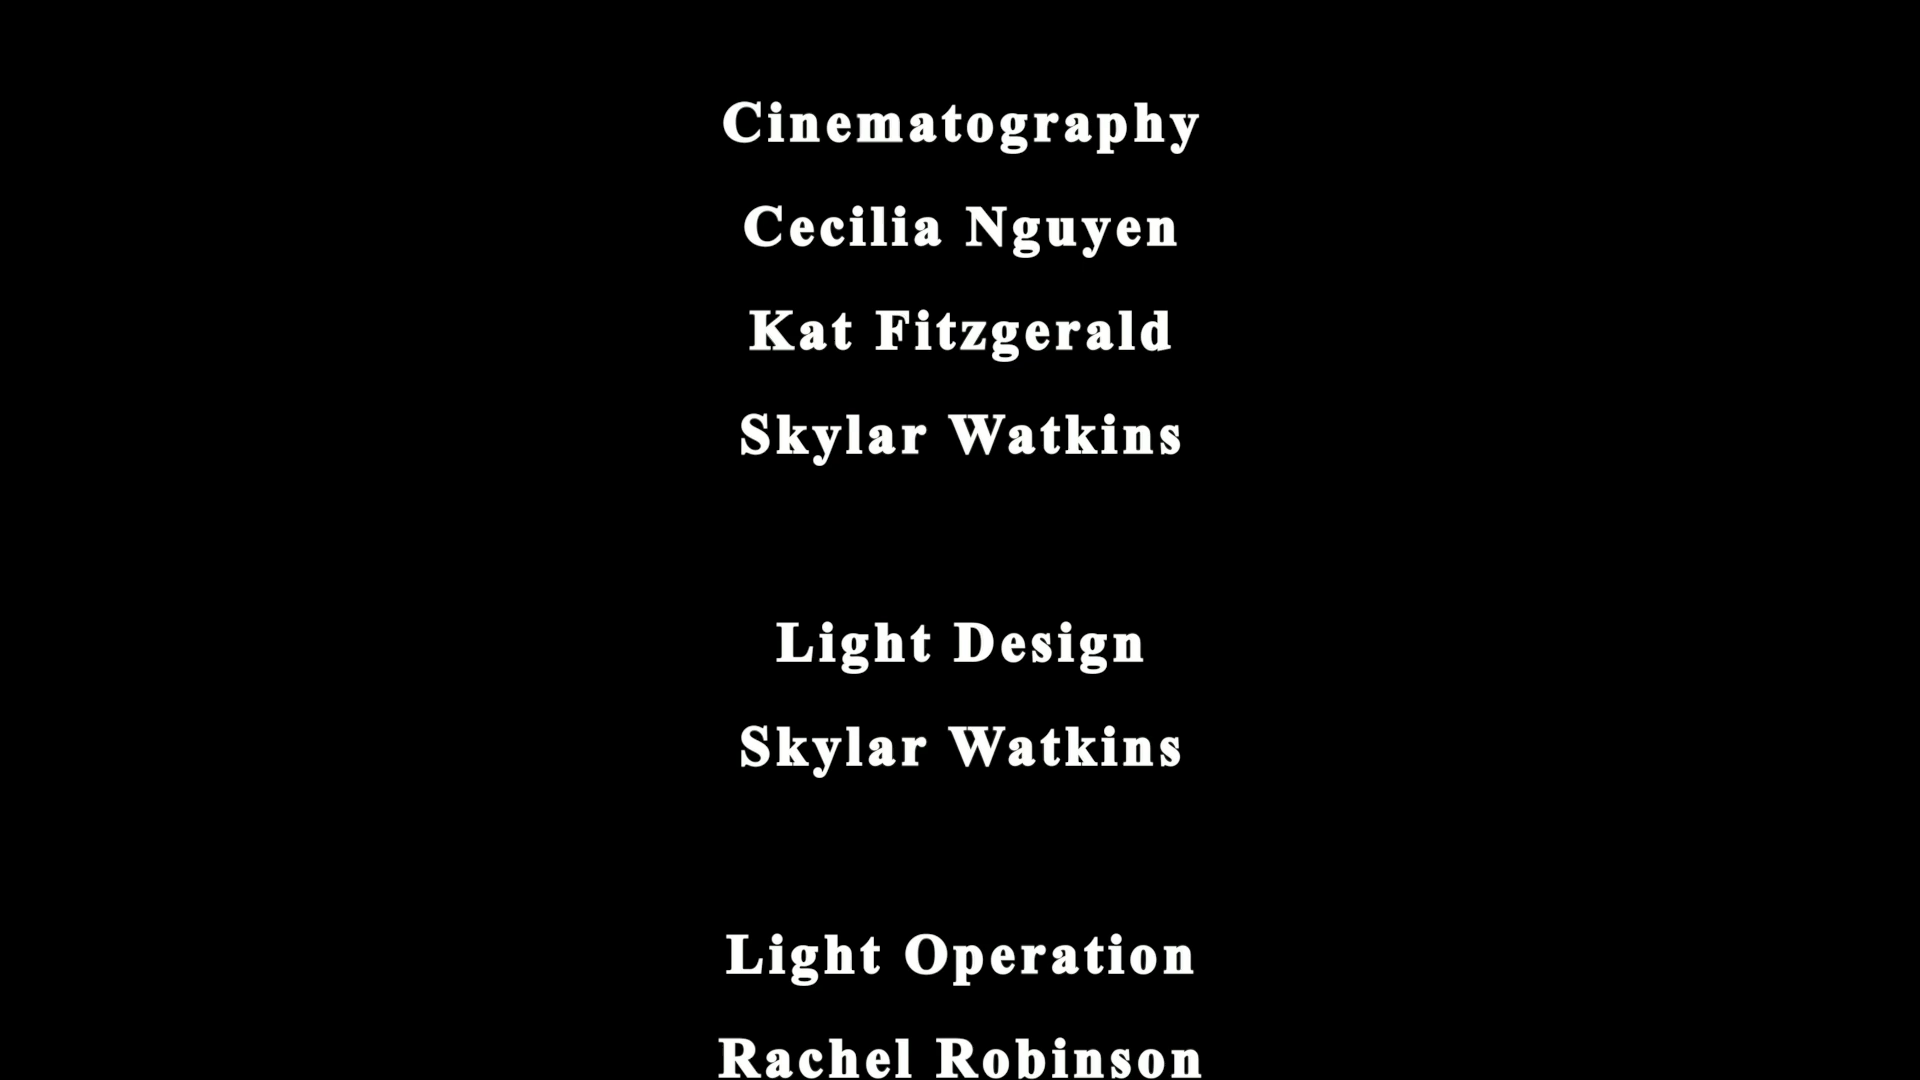 Cinematography
Cecilia Nguyen
Kat Fitzgerald
Skylar Watkins
Light Design
Skylar Watkins
Light Operation
Rachel Robinson